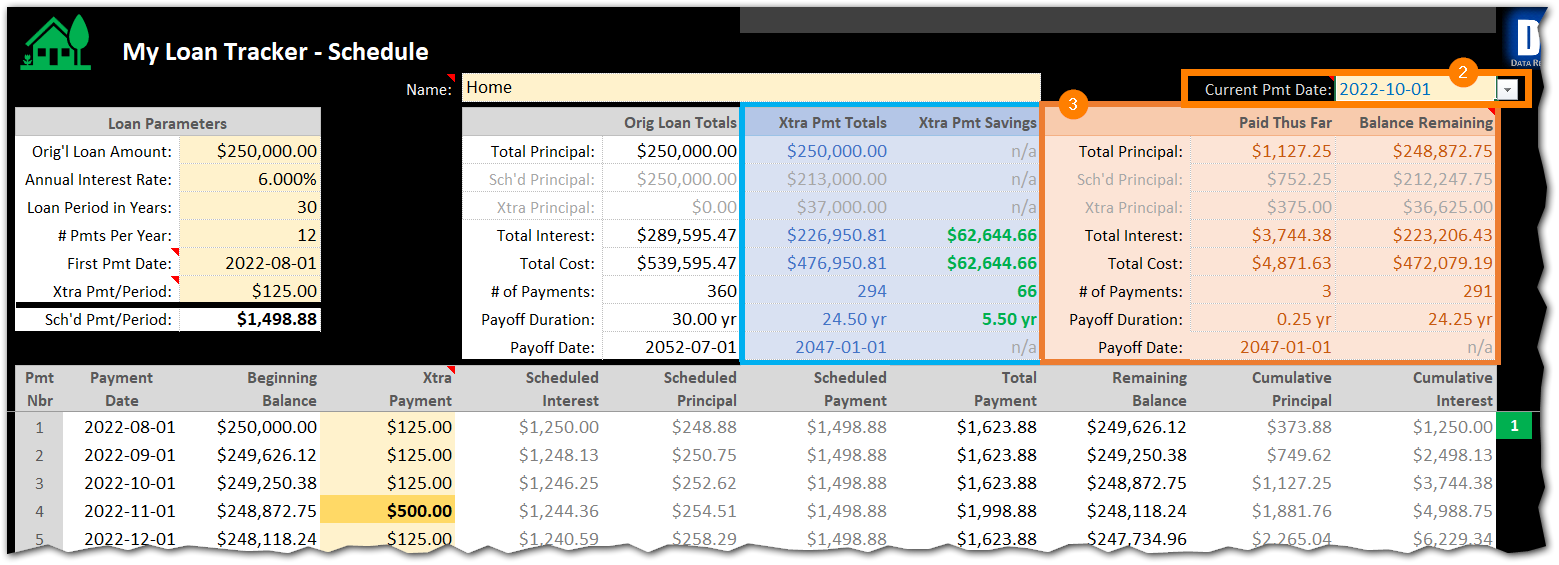 My Loan Tracker - Schedule
Name: Home
Current Pmt Date: 2022-10-01
2
3
Loan Parameters
Orig'l Loan Amount: $250,000.00
Annual Interest Rate: 6.000%
Loan Period in Years: 30
# Pmts Per Year: 12
First Pmt Date: 2022-08-01
Xtra Pmt/Period: $125.00
Sch'd Pmt/Period: $1,498.88
Orig Loan Totals Xtra Pmt Totals Xtra Pmt Savings Paid Thus Far Balance Remaining
Total Principal: $250,000.00 $250,000.00 n/a Total Principal: $1,127.25 $248,872.75
Sch'd Principal: $250,000.00 $213,000.00 n/a Sch'd Principal: $752.25 $212,247.75
Xtra Principal: $0.00 $37,000.00 n/a Xtra Principal: $375.00 $36,625.00
Total Interest: $289,595.47 $226,950.81 $62,644.66 Total Interest: $3,744.38 $223,206.43
Total Cost: $539,595.47 $476,950.81 $62,644.66 Total Cost: $4,871.63 $472,079.19
# of Payments: 360 294 66 # of Payments: 3 291
Payoff Duration: 30.00 yr 24.50 yr 5.50 yr Payoff Duration: 0.25 yr 24.25 yr
Payoff Date: 2052-07-01 2047-01-01 n/a Payoff Date: 2047-01-01 n/a
Pmt Payment Beginning Xtra Scheduled Scheduled Scheduled Total Remaining Cumulative Cumulative
Nbr Date Balance Payment Interest Principal Payment Payment Balance Principal Interest
1 2022-08-01 $250,000.00 $125.00 $1,250.00 $248.88 $1,498.88 $1,623.88 $249,626.12 $373.88 $1,250.00 1
2 2022-09-01 $249,626.12 $125.00 $1,248.13 $250.75 $1,498.88 $1,623.88 $249,250.38 $749.62 $2,498.13
3 2022-10-01 $249,250.38 $125.00 $1,246.25 $252.62 $1,498.88 $1,623.88 $248,872.75 $1,127.25 $3,744.38
4 2022-11-01 $248,872.75 $500.00 $1,244.36 $254.51 $1,498.88 $1,998.88 $248,118.24 $1,881.76 $4,988.75
5 2022-12-01 $248,118.24 $125.00 $1,240.59 $258.29 $1,498.88 $1,623.88 $247,734.96 $2,265.04 $6,229.34